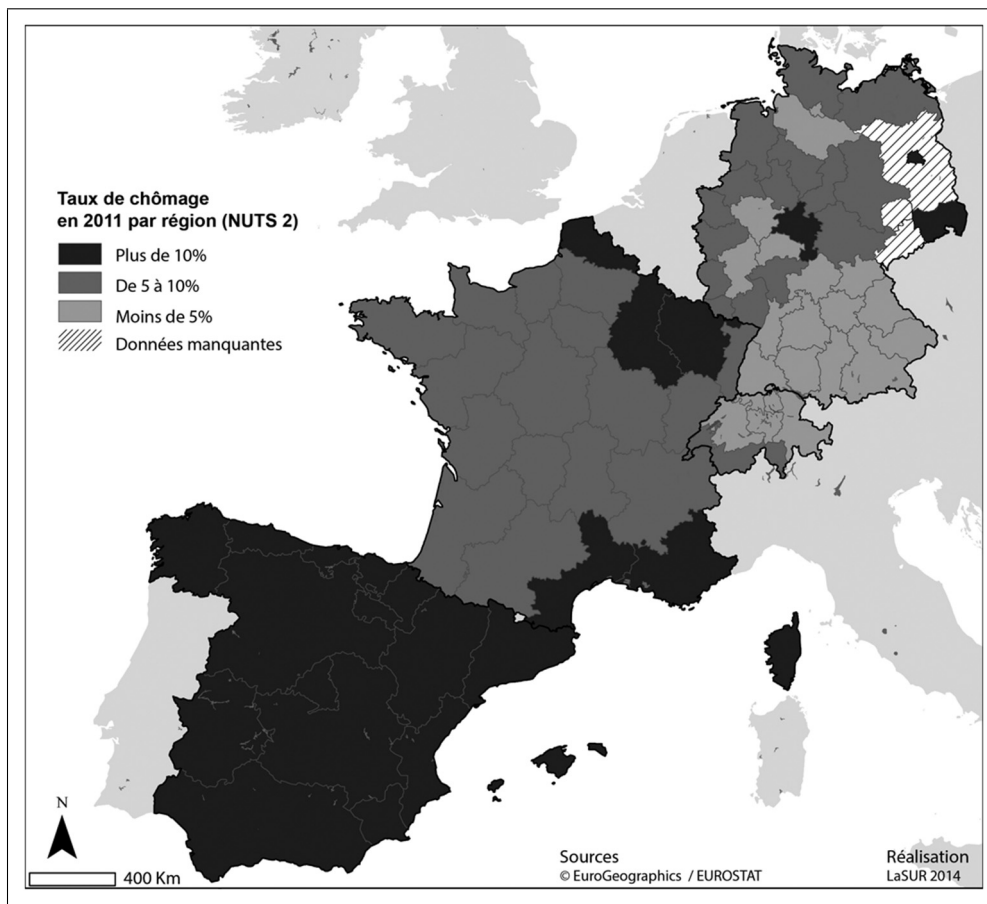 Taux de chômage
en 2011 par région (NUTS 2)
Plus de 10%
De 5 à 10%
Moins de 5%
Données manquantes
N
400 Km
Sources
© EuroGeographics / EUROSTAT
Réalisation
LaSUR 2014